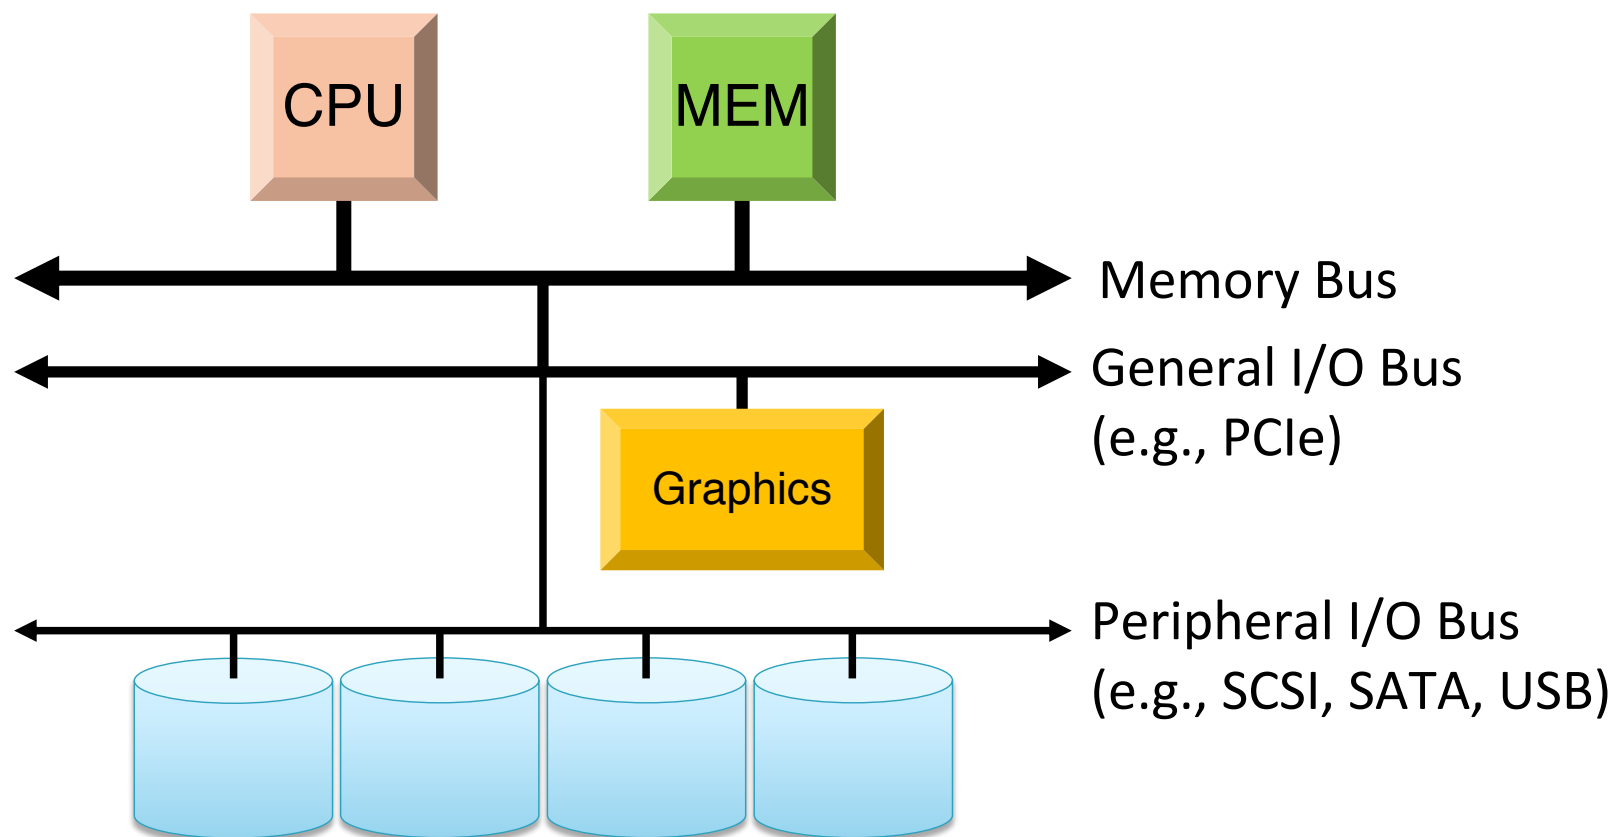 CPU
MEM
Memory Bus
General I/O Bus
(e.g., PCIe)
Graphics
Peripheral I/O Bus
(e.g., SCSI, SATA, USB)